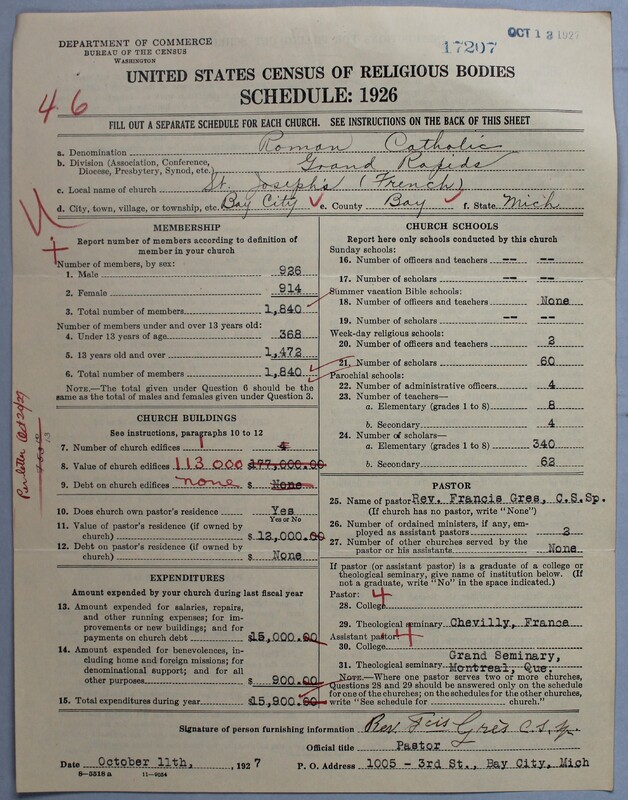 DEPARTMENT OF COMMERCE
BUREAU OF THE CENSUS
WASHINGTON
17207
OCT 13 1927
46
UNITED STATES CENSUS OF RELIGIOUS BODIES
SCHEDULE: 1926
FILL OUT A SEPARATE SCHEDULE FOR EACH CHURCH. SEE INSTRUCTIONS ON THE BACK OF THIS SHEET
a. Denomination Roman Catholic
b. Division (Association, Conference, Diocese, Presbytery, Synod, etc.) Grand Rapids
c. Local name of church St. Joseph's (French)
d. City, town, village, or township, etc. Bay City e. County Bay f. State Mich
MEMBERSHIP
Report number of members according to definition of
member in your church
Number of members, by sex:
1. Male 926
2. Female 914
3. Total number of members 1,840
Number of members under and over 13 years old:
4. Under 13 years of age 368
5. 13 years old and over 1,472
6. Total number of members 1,840
NOTE.—The total given under Question 6 should be
same as the total of males and females given under Question 3.
Per letter Oct 24/27
CHURCH BUILDINGS
See instructions, paragraphs 10 to 12
7. Number of church edifices 1 4
8. Value of church edifices 113 000 $ 177,000.00
9. Debt on church edifices none $ None
10. Does church own pastor's residence Yes
Yes or No
11. Value of pastor's residence (if owned by
church) $ 12,000.00
12. Debt on pastor's residence (if owned by
church) $ None
EXPENDITURES
Amount expended by your church during last fiscal year
13. Amount expended for salaries, repairs,
and other running expenses; for im-
provements or new buildings; and for
payments on church debt $15,000.00
14. Amount expended for benevolences, in-
cluding home and foreign missions; for
denominational support; and for all
other purposes $ 900.00
15. Total expenditures during year $15,900.00
CHURCH SCHOOLS
Report here only schools conducted by this church
Sunday schools:
16. Number of officers and teachers -- --
17. Number of scholars -- --
Summer vacation Bible schools:
18. Number of officers and teachers None
19. Number of scholars -- --
Week-day religious schools:
20. Number of officers and teachers 2
21. Number of scholars 60
Parochial schools:
22. Number of administrative officers 4
23. Number of teachers—
a. Elementary (grades 1 to 8) 8
b. Secondary 4
24. Number of scholars—
a. Elementary (grades 1 to 8) 340
b. Secondary 62
PASTOR
25. Name of pastor Rev. Francis Gres, C.S.Sp.
(If church has no pastor, write "None")
26. Number of ordained ministers, if any, em-
ployed as assistant pastors 2
27. Number of other churches served by the
pastor or his assistants None
If pastor (or assistant pastor) is a graduate of a college or
theological seminary, give name of institution below. (If
not a graduate, write "No" in the space indicated.)
Pastor:
28. College
29. Theological seminary Chevilly, France
Assistant pastor:
30. College
Grand Seminary,
31. Theological seminary Montreal, Que.
NOTE.—Where one pastor serves two or more churches,
Questions 28 and 29 should be answered only on the schedule
for one of the churches; on the schedules for the other churches,
write "See schedule for church."
Signature of person furnishing information Rev. Fcis Grès C.S.Sp.
Official title Pastor
Date October 11th, , 1927 P. O. Address 1005 - 3rd St., Bay City, Mich
8-5518a 11-9054